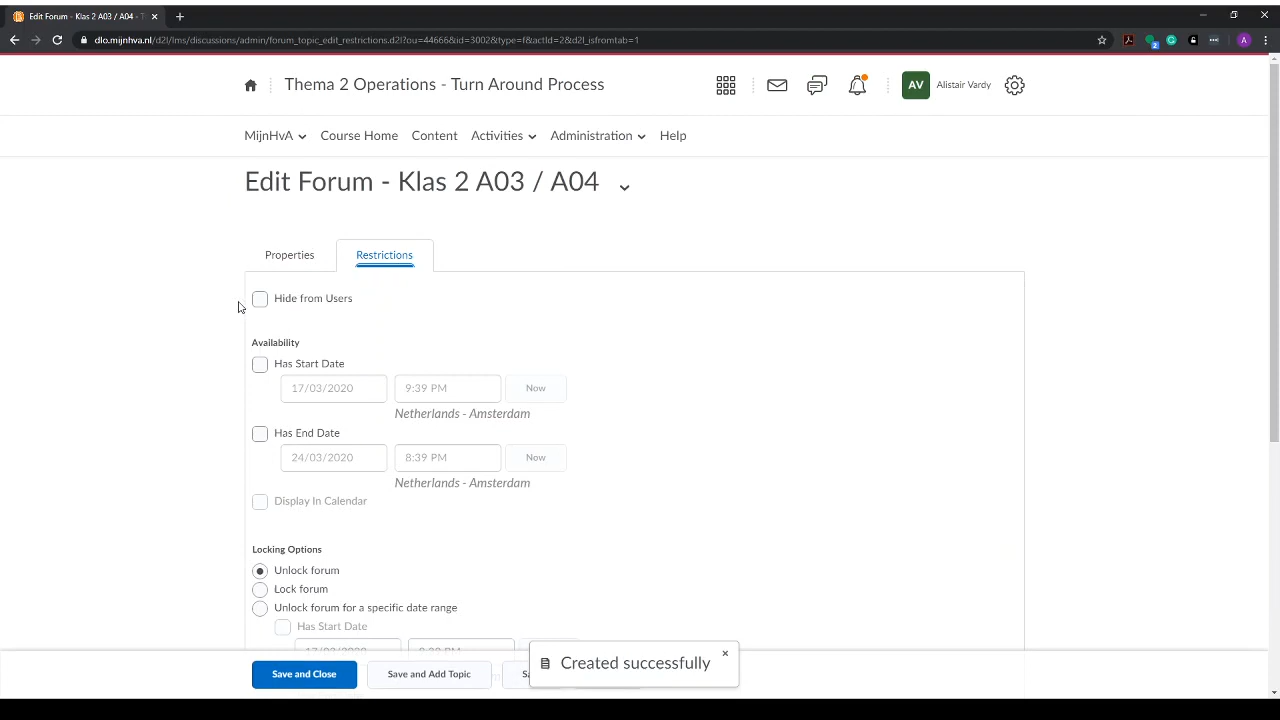 Edit Forum - Klas 2 A03 / A04 - T
dlo.mijnhva.nl/d2l/lms/discussions/admin/forum_topic_edit_restrictions.d2l?ou=44666&id=3002&type=f&actId=2&d2l_isfromtab=1
2
A
Thema 2 Operations - Turn Around Process
AV
Alistair Vardy
MijnHvA
Course Home
Content
Activities
Administration
Help
Edit Forum - Klas 2 A03 / A04
Properties
Restrictions
Hide from Users
Availability
Has Start Date
17/03/2020
9:39 PM
Now
Netherlands - Amsterdam
Has End Date
24/03/2020
8:39 PM
Now
Netherlands - Amsterdam
Display In Calendar
Locking Options
Unlock forum
Lock forum
Unlock forum for a specific date range
Has Start Date
Save and Close
Save and Add Topic
Created successfully